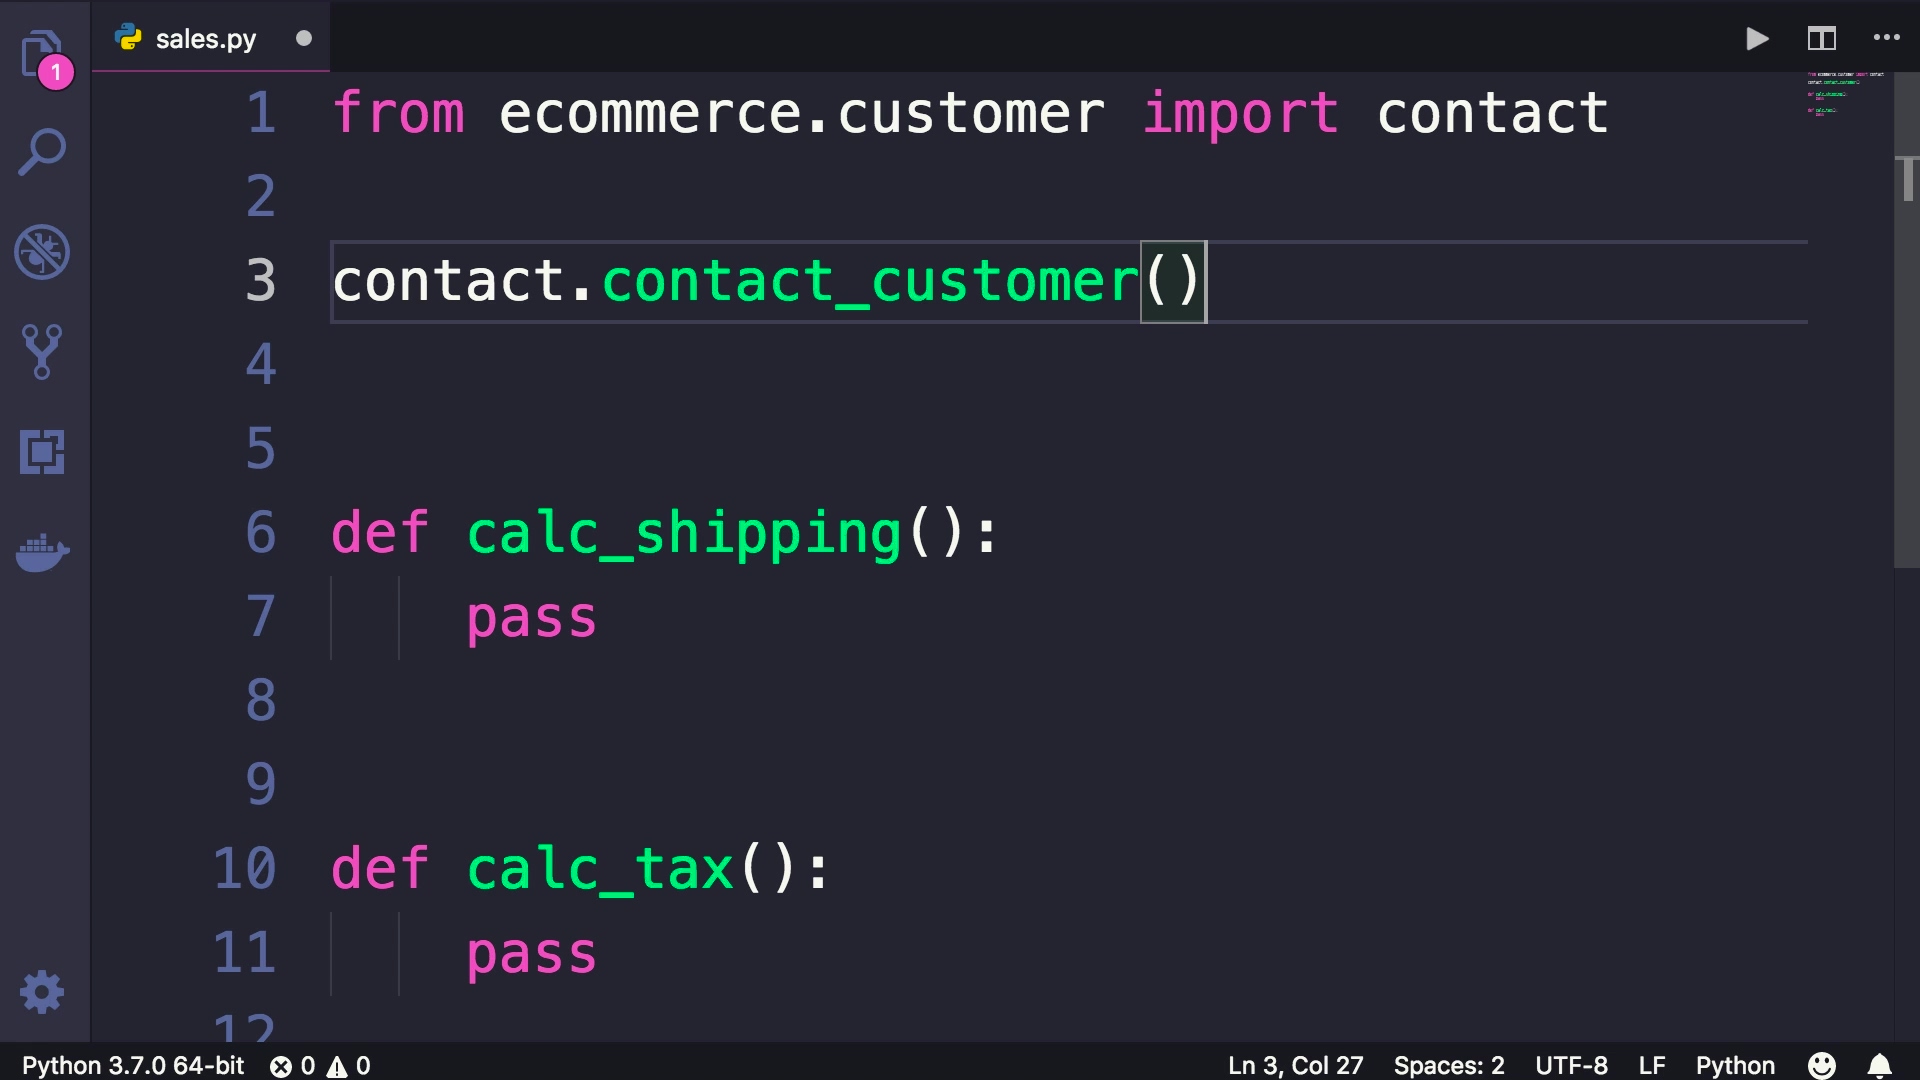 sales.py
1
1 from ecommerce.customer import contact
2
3 contact.contact_customer()
4
5
6 def calc_shipping():
7 pass
8
9
10 def calc_tax():
11 pass
12
Python 3.7.0 64-bit 0 0 Ln 3, Col 27 Spaces: 2 UTF-8 LF Python